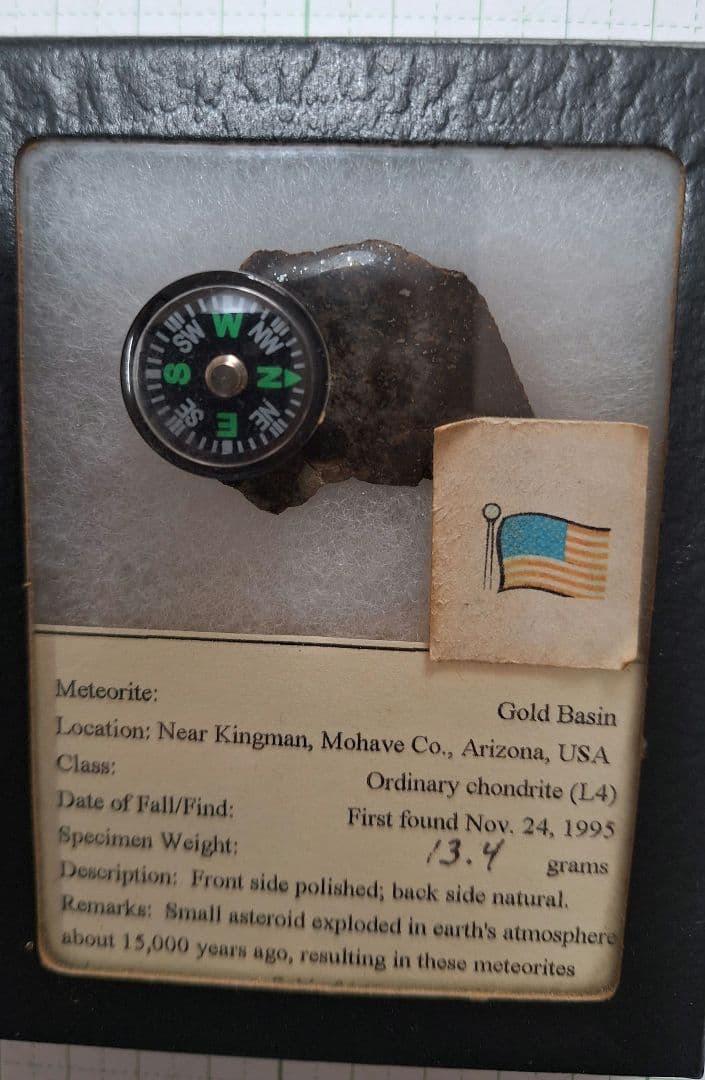 W
SW
NW
S
N
SE
NE
E
Meteorite: Gold Basin
Location: Near Kingman, Mohave Co., Arizona, USA
Class: Ordinary chondrite (L4)
Date of Fall/Find: First found Nov. 24, 1995
Specimen Weight: 13.4 grams
Description: Front side polished; back side natural.
Remarks: Small asteroid exploded in earth's atmosphere
about 15,000 years ago, resulting in these meteorites